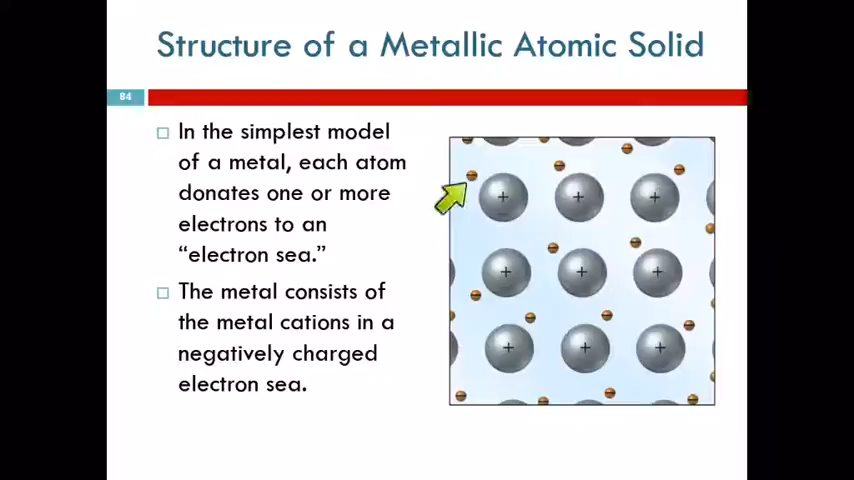 Structure of a Metallic Atomic Solid
84
In the simplest model
of a metal, each atom
donates one or more
electrons to an
“electron sea.”
The metal consists of
the metal cations in a
negatively charged
electron sea.
+ + +
+ + +
+ + +